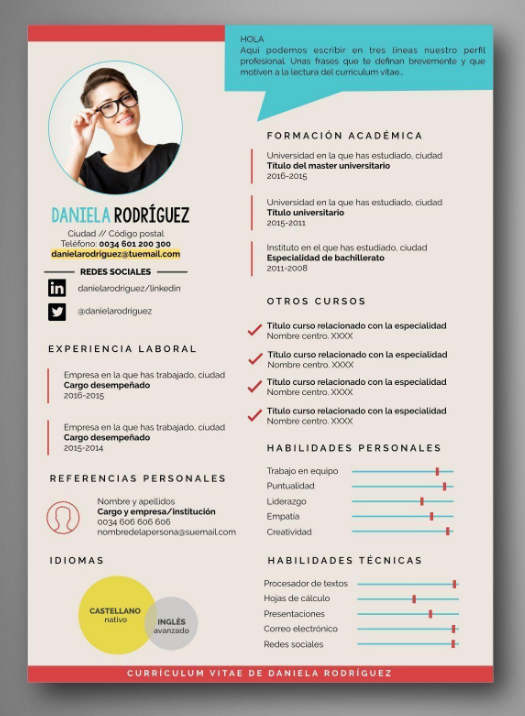 HOLA
Aquí podemos escribir en tres líneas nuestro perfil
profesional. Unas frases que te definan brevemente y que
motiven a la lectura del curriculum vitae..
DANIELA RODRÍGUEZ
Ciudad // Código postal
Teléfono: 0034 601 200 300
danielarodriguez@tuemail.com
REDES SOCIALES
in danielarodriguez/linkedin
@danielarodriguez
EXPERIENCIA LABORAL
Empresa en la que has trabajado, ciudad
Cargo desempeñado
2016-2015
Empresa en la que has trabajado, ciudad
Cargo desempeñado
2015-2014
REFERENCIAS PERSONALES
Nombre y apellidos
Cargo y empresa/institución
0034 606 606 606
nombredelapersona@suemail.com
IDIOMAS
CASTELLANO
nativo
INGLÉS
avanzado
FORMACIÓN ACADÉMICA
Universidad en la que has estudiado, ciudad
Título del master universitario
2016-2015
Universidad en la que has estudiado, ciudad
Título universitario
2015-2011
Instituto en el que has estudiado, ciudad
Especialidad de bachillerato
2011-2008
OTROS CURSOS
Título curso relacionado con la especialidad
Nombre centro. XXXX
Título curso relacionado con la especialidad
Nombre centro. XXXX
Título curso relacionado con la especialidad
Nombre centro. XXXX
Título curso relacionado con la especialidad
Nombre centro. XXXX
HABILIDADES PERSONALES
Trabajo en equipo
Puntualidad
Liderazgo
Empatía
Creatividad
HABILIDADES TÉCNICAS
Procesador de textos
Hojas de cálculo
Presentaciones
Correo electrónico
Redes sociales
CURRÍCULUM VITAE DE DANIELA RODRÍGUEZ